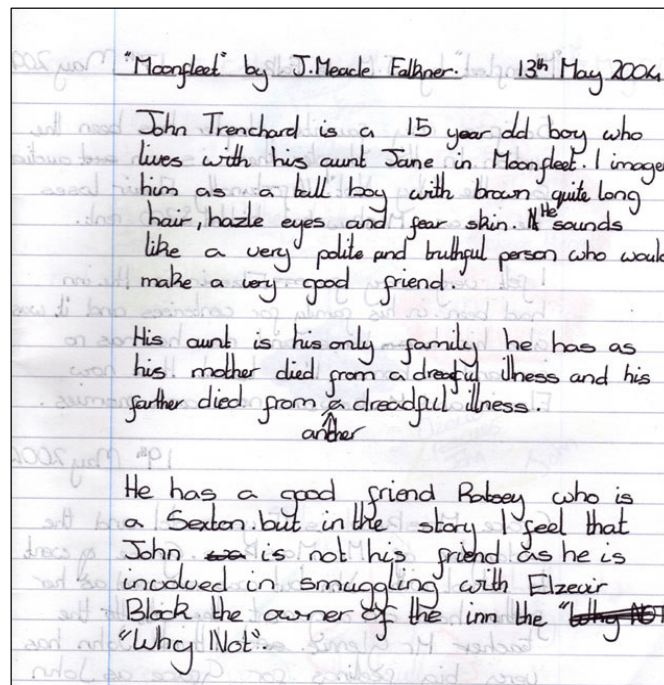 "Moonfleet" by J.Meade Falkner. 13th May 2004
John Trenchard is a 15 year old boy who
lives with his aunt Jane in Moonfleet. I imagen
him as a tall boy with brown quite long
hair, hazle eyes and fear skin. He sounds
like a very polite and truthful person who would
make a very good friend.
His aunt is his only family he has as
his mother died from a dreadful illness and his
farther died from a dreadful illness.
another
He has a good friend Ratsey who is
a Sexton. but in the story I feel that
John is not his friend as he is
involved in smuggling with Elzevir
Block the owner of the inn the "Why NOT
"Why Not".